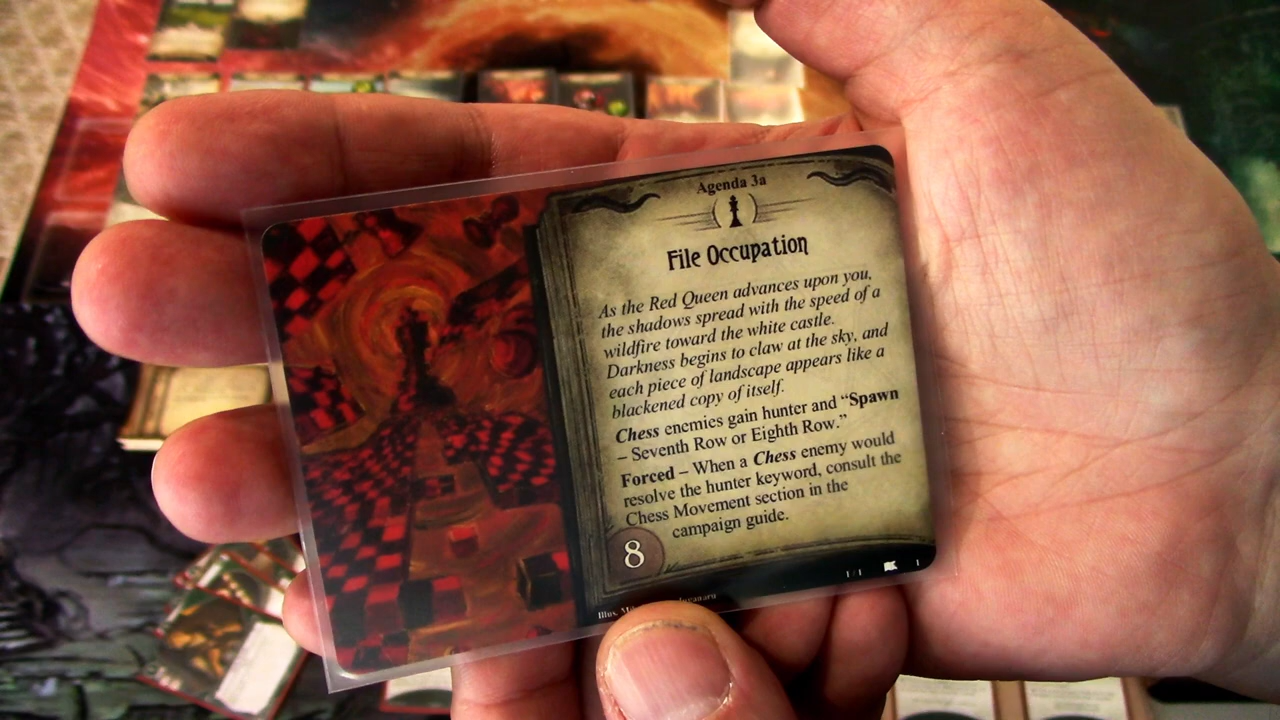 Agenda 3a
File Occupation
As the Red Queen advances upon you,
the shadows spread with the speed of a
wildfire toward the white castle.
Darkness begins to claw at the sky, and
each piece of landscape appears like a
blackened copy of itself.
Chess enemies gain hunter and “Spawn
– Seventh Row or Eighth Row.”
Forced – When a Chess enemy would
resolve the hunter keyword, consult the
Chess Movement section in the
campaign guide.
8
1/1 1
Illus.